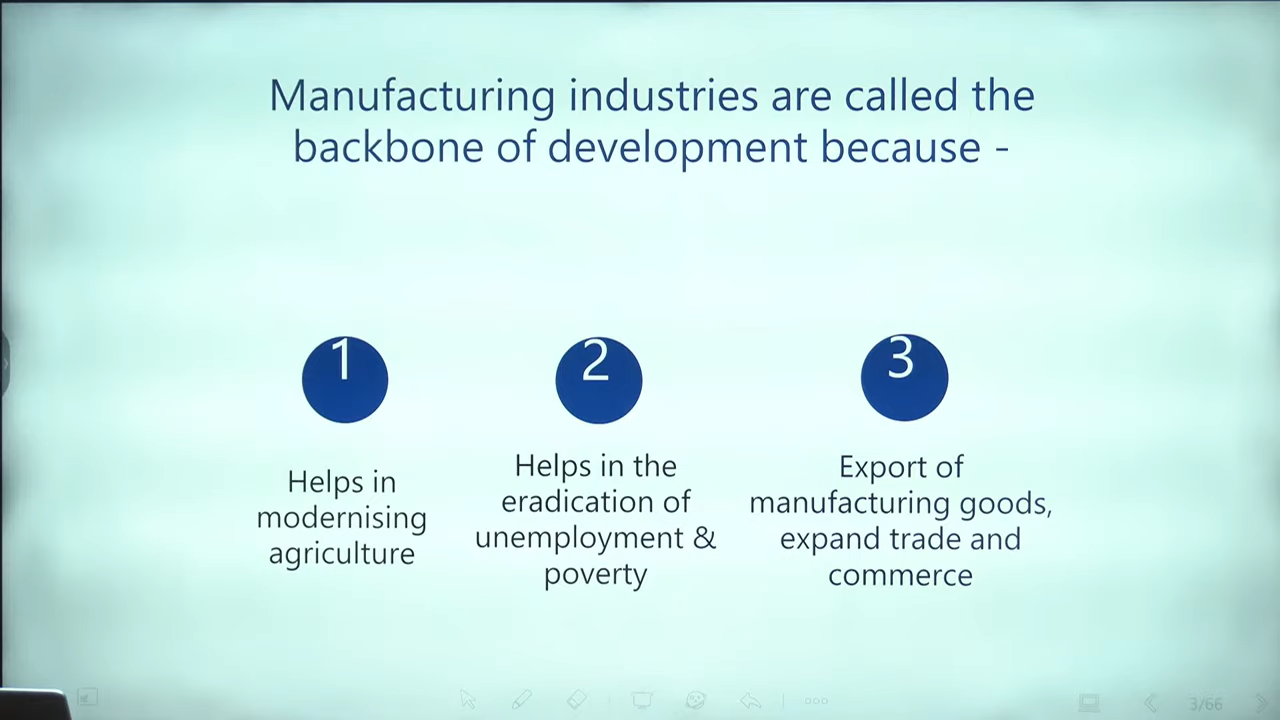 Manufacturing industries are called the
backbone of development because -
1
Helps in
modernising
agriculture
2
Helps in the
eradication of
unemployment &
poverty
3
Export of
manufacturing goods,
expand trade and
commerce
3/66